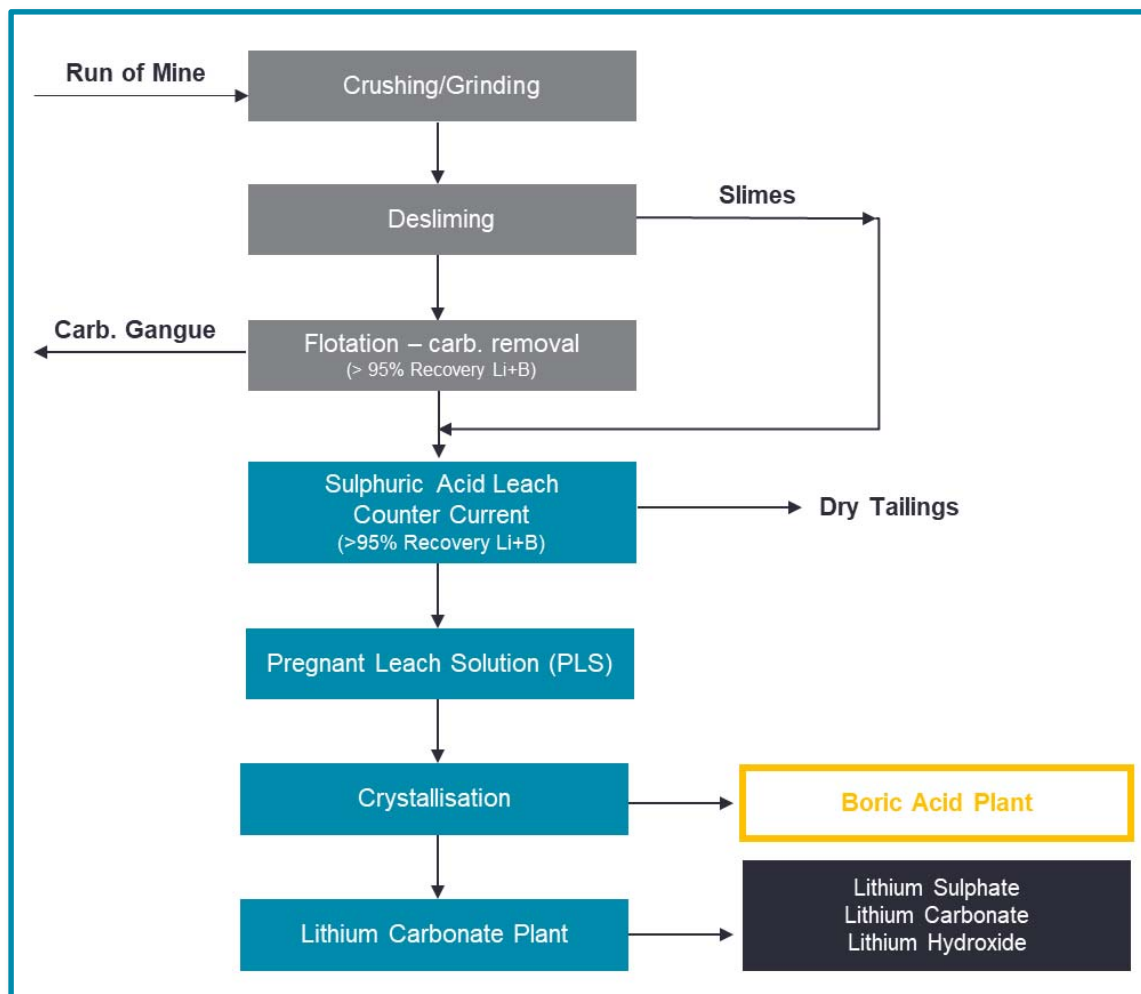 Run of Mine
Crushing/Grinding
Desliming
Slimes
Carb. Gangue
Flotation – carb. removal
(> 95% Recovery Li+B)
Sulphuric Acid Leach
Counter Current
(>95% Recovery Li+B)
Dry Tailings
Pregnant Leach Solution (PLS)
Crystallisation
Boric Acid Plant
Lithium Carbonate Plant
Lithium Sulphate
Lithium Carbonate
Lithium Hydroxide